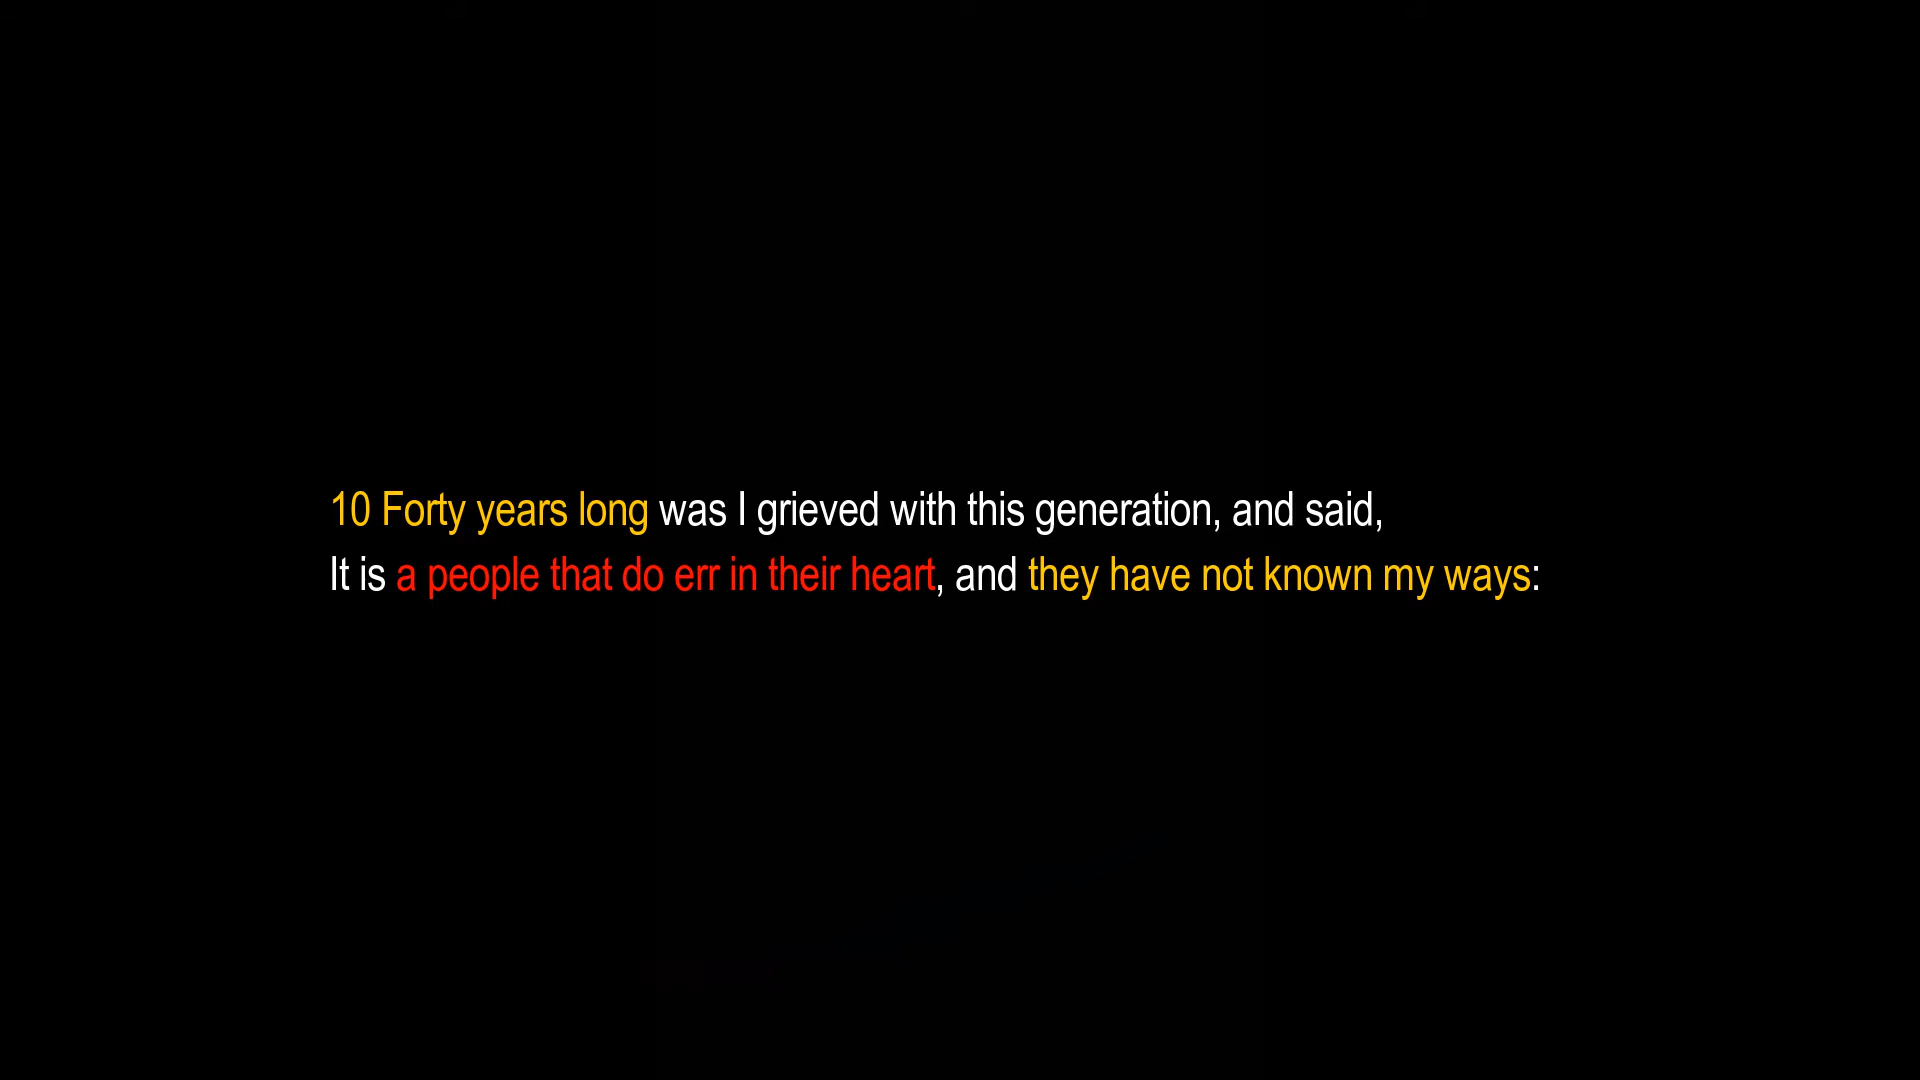 10 Forty years long was I grieved with this generation, and said,
It is a people that do err in their heart, and they have not known my ways: